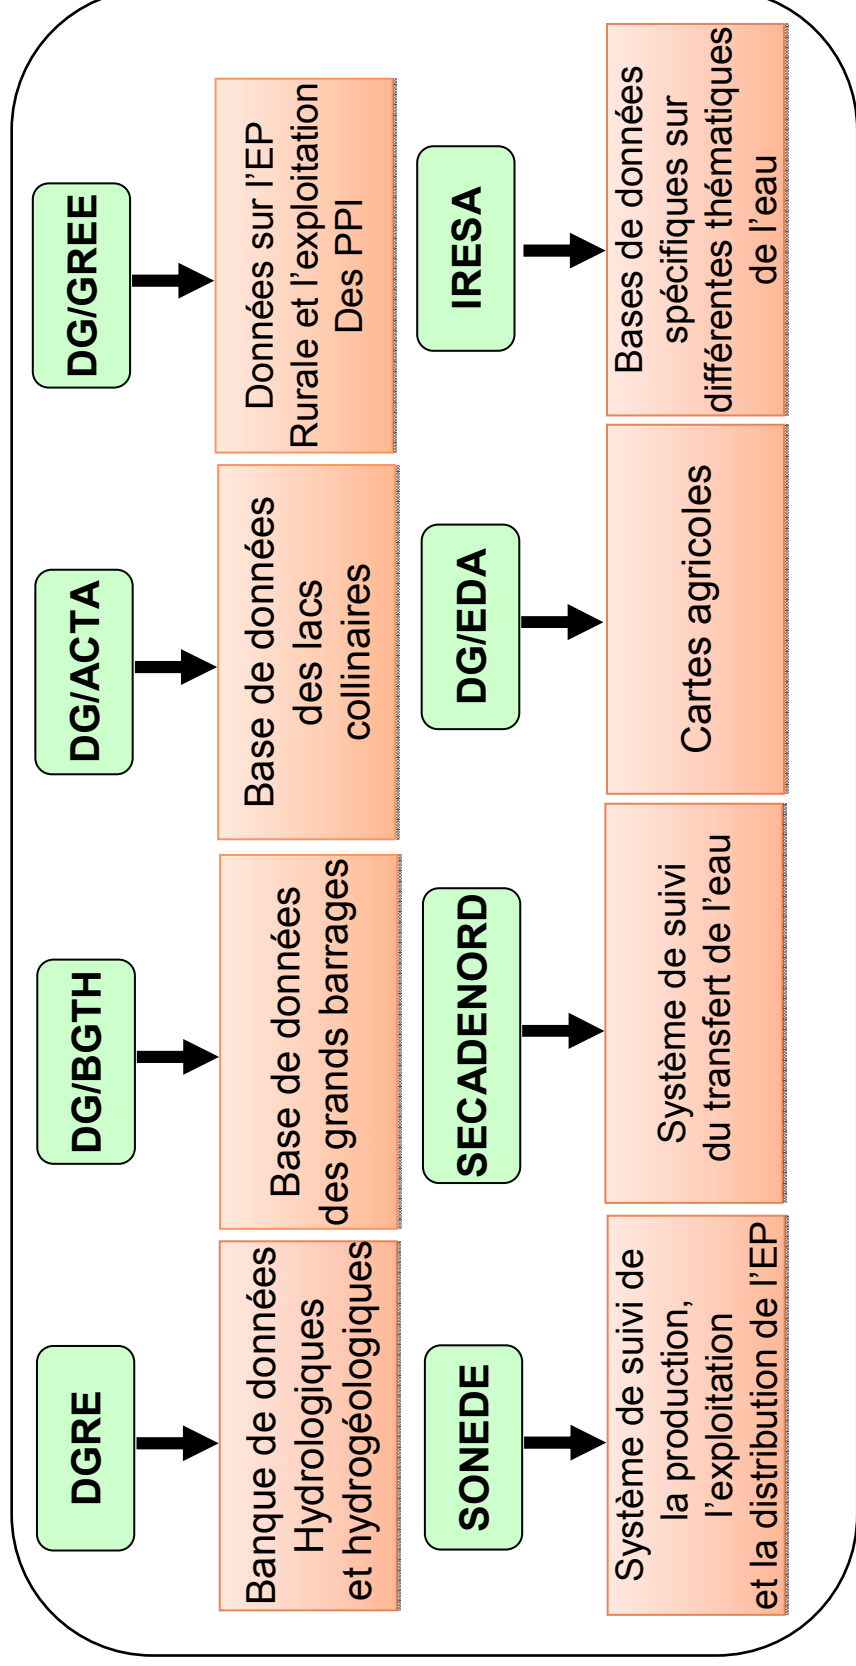 DGRE
Banque de données
Hydrologiques
et hydrogéologiques
DG/BGTH
Base de données
des grands barrages
DG/ACTA
Base de données
des lacs
collinaires
DG/GREE
Données sur l'EP
Rurale et l'exploitation
Des PPI
SONEDE
Système de suivi de
la production,
l'exploitation
et la distribution de l'EP
SECADENORD
Système de suivi
du transfert de l'eau
DG/EDA
Cartes agricoles
IRESA
Bases de données
spécifiques sur
différentes thématiques
de l'eau